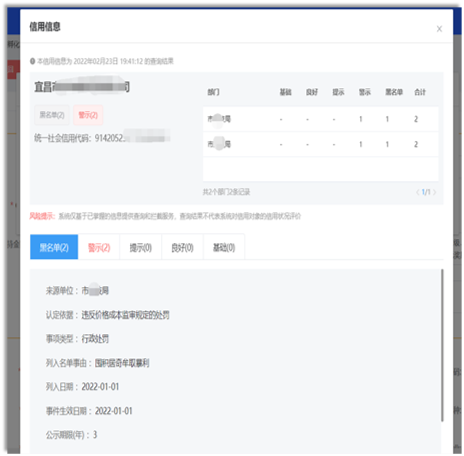 信用信息
x
本信用信息为 2022年02月23日 19:41:12 的查询结果
宜昌 司
黑名单(2) 警示(2)
统一社会信用代码：9142052
部门 基础 良好 提示 警示 黑名单 合计
市 局 - - - 1 1 2
市 局 - - - 1 1 2
共2个部门2条记录 < 1/1 >
风险提示：系统仅基于已掌握的信息提供查询和拦截服务，查询结果不代表系统对信用对象的信用状况评价
黑名单(2) 警示(2) 提示(0) 良好(0) 基础(0)
来源单位：市 局
认定依据：违反价格成本监审规定的处罚
事项类型：行政处罚
列入名单事由：囤积居奇牟取暴利
列入日期：2022-01-01
事件生效日期：2022-01-01
公示期限(年)：3